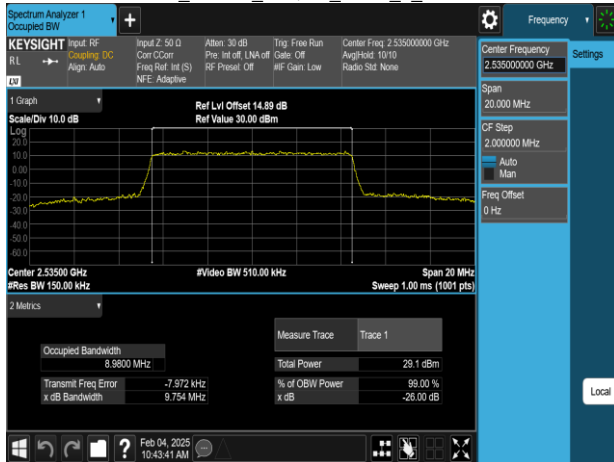 Spectrum Analyzer 1
Occupied BW
Frequency
KEYSIGHT
RL
LXI
Input: RF
Coupling: DC
Align: Auto
Input Z: 50 Ω
Corr CCorr
Freq Ref: Int (S)
NFE: Adaptive
Atten: 30 dB
Pre: Int off, LNA off
RF Preset: Off
Trig: Free Run
Gate: Off
#IF Gain: Low
Center Freq: 2.535000000 GHz
Avg|Hold: 10/10
Radio Std: None
Center Frequency
2.535000000 GHz
Settings
Span
20.000 MHz
CF Step
2.000000 MHz
Auto
Man
Freq Offset
0 Hz
Local
1 Graph
Scale/Div 10.0 dB
Ref Lvl Offset 14.89 dB
Ref Value 30.00 dBm
Log
20.0
10.0
0.00
-10.0
-20.0
-30.0
-40.0
-50.0
-60.0
Center 2.53500 GHz
#Video BW 510.00 kHz
Span 20 MHz
#Res BW 150.00 kHz
Sweep 1.00 ms (1001 pts)
2 Metrics
Measure Trace Trace 1
Occupied Bandwidth
8.9800 MHz
Total Power 29.1 dBm
Transmit Freq Error -7.972 kHz
% of OBW Power 99.00 %
x dB Bandwidth 9.754 MHz
x dB -26.00 dB
?
Feb 04, 2025
10:43:41 AM